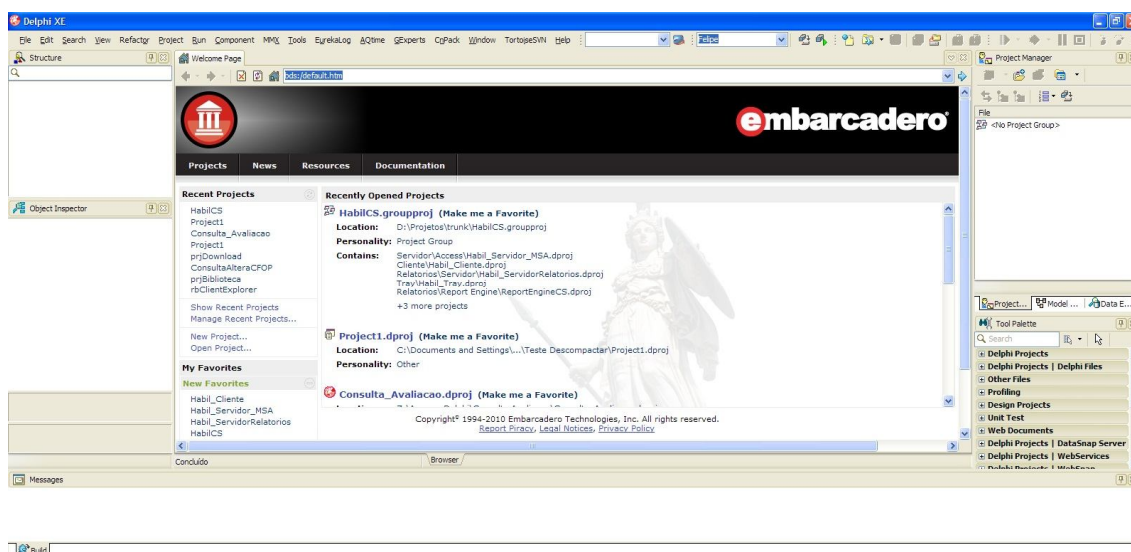 Delphi XE
File Edit Search View Refactor Project Run Component MMX Tools EurekaLog AQtime GExperts CnPack Window TortoiseSVN Help Felipe
Structure
Welcome Page
bds:/default.htm
embarcadero
Projects News Resources Documentation
Recent Projects
HabilCS
Project1
Consulta_Avaliacao
Project1
prjDownload
ConsultaAlteraCFOP
prjBiblioteca
rbClientExplorer
Show Recent Projects
Manage Recent Projects...
New Project...
Open Project...
My Favorites
New Favorites
Habil_Cliente
Habil_Servidor_MSA
Habil_ServidorRelatorios
HabilCS
Recently Opened Projects
HabilCS.groupproj (Make me a Favorite)
Location: D:\Projetos\trunk\HabilCS.groupproj
Personality: Project Group
Contains: Servidor\Access\Habil_Servidor_MSA.dproj
Cliente\Habil_Cliente.dproj
Relatorios\Servidor\Habil_ServidorRelatorios.dproj
Tray\Habil_Tray.dproj
Relatorios\Report Engine\ReportEngineCS.dproj
+3 more projects
Project1.dproj (Make me a Favorite)
Location: C:\Documents and Settings\...\Teste Descompactar\Project1.dproj
Personality: Other
Consulta_Avaliacao.dproj (Make me a Favorite)
Copyright© 1994-2010 Embarcadero Technologies, Inc. All rights reserved.
Report Piracy, Legal Notices, Privacy Policy
Concluído
Browser
Object Inspector
Project Manager
File
<No Project Group>
Project... Model ... Data E...
Tool Palette
Search
Delphi Projects
Delphi Projects | Delphi Files
Other Files
Profiling
Design Projects
Unit Test
Web Documents
Delphi Projects | DataSnap Server
Delphi Projects | WebServices
Delphi Projects | WebSnap
Messages
Build